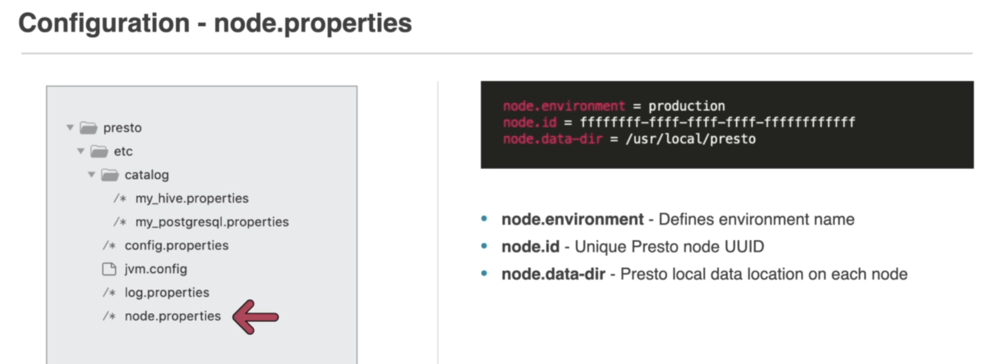 Configuration - node.properties
presto
etc
catalog
/* my_hive.properties
/* my_postgresql.properties
/* config.properties
jvm.config
/* log.properties
/* node.properties
node.environment = production
node.id = ffffffff-ffff-ffff-ffff-ffffffffffff
node.data-dir = /usr/local/presto
• node.environment - Defines environment name
• node.id - Unique Presto node UUID
• node.data-dir - Presto local data location on each node